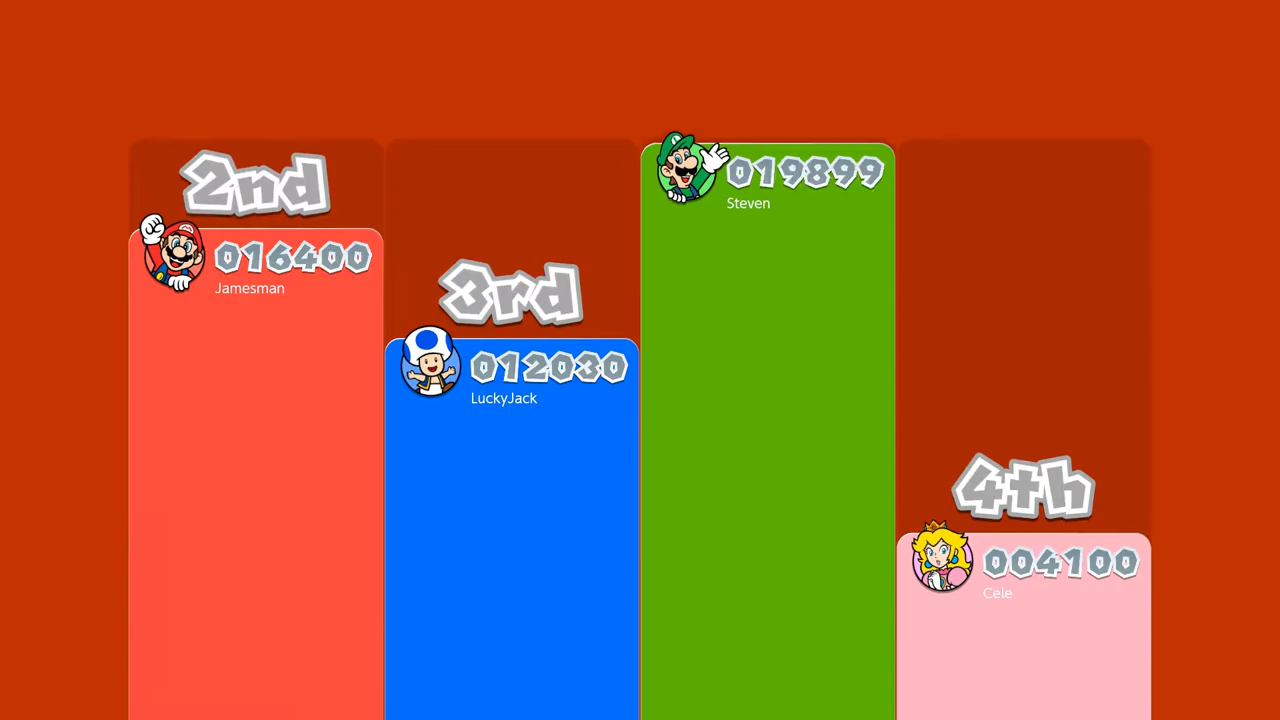 2nd
016400
Jamesman
3rd
012030
LuckyJack
019899
Steven
4th
004100
Cele